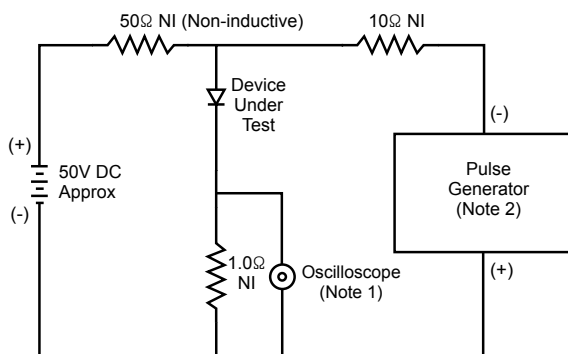 50Ω NI (Non-inductive)
10Ω NI
Device
Under
Test
(-)
(+)
50V DC
Approx
(-)
Pulse
Generator
(Note 2)
1.0Ω
NI
Oscilloscope
(Note 1)
(+)